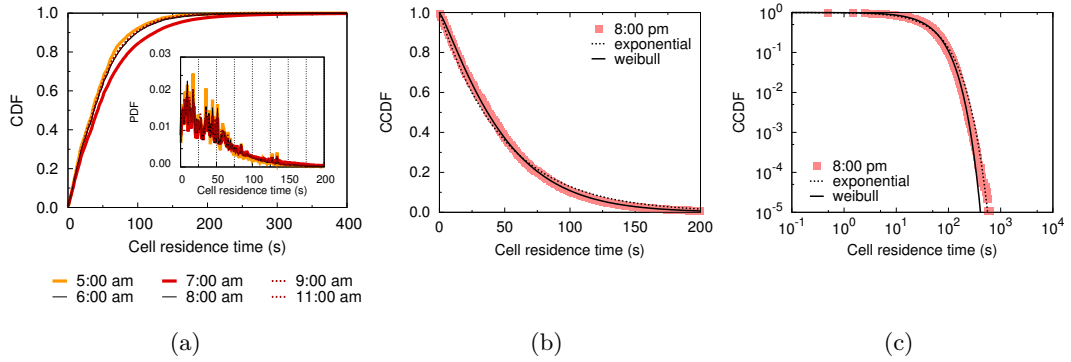 1.0
0.8
0.6
0.4
0.2
0.0
CDF
0 100 200 300 400
Cell residence time (s)
0.03
0.02
0.01
0.00
PDF
0 50 100 150 200
Cell residence time (s)
5:00 am 7:00 am 9:00 am
6:00 am 8:00 am 11:00 am
(a)
1.0
0.8
0.6
0.4
0.2
0.0
CCDF
8:00 pm
exponential
weibull
0 50 100 150 200
Cell residence time (s)
(b)
10^0
10^-1
10^-2
10^-3
10^-4
10^-5
CCDF
8:00 pm
exponential
weibull
10^-1 10^0 10^1 10^2 10^3 10^4
Cell residence time (s)
(c)